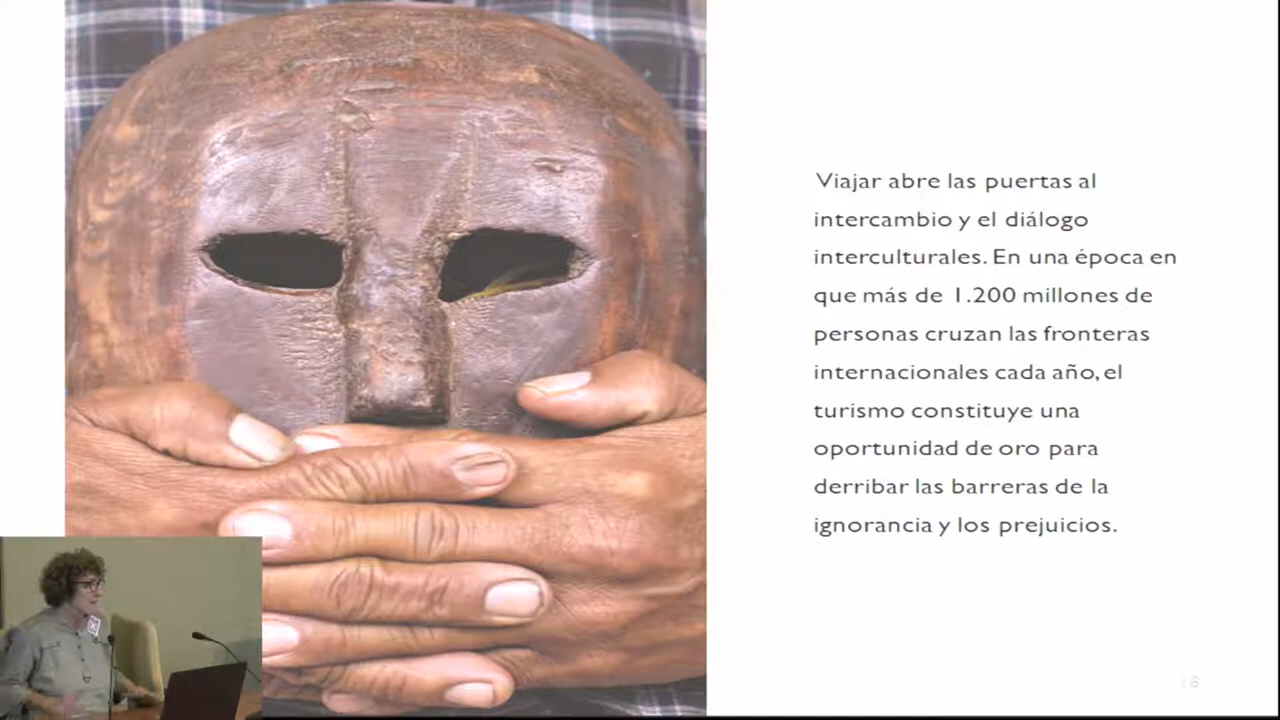 Viajar abre las puertas al
intercambio y el diálogo
interculturales. En una época en
que más de 1.200 millones de
personas cruzan las fronteras
internacionales cada año, el
turismo constituye una
oportunidad de oro para
derribar las barreras de la
ignorancia y los prejuicios.
16